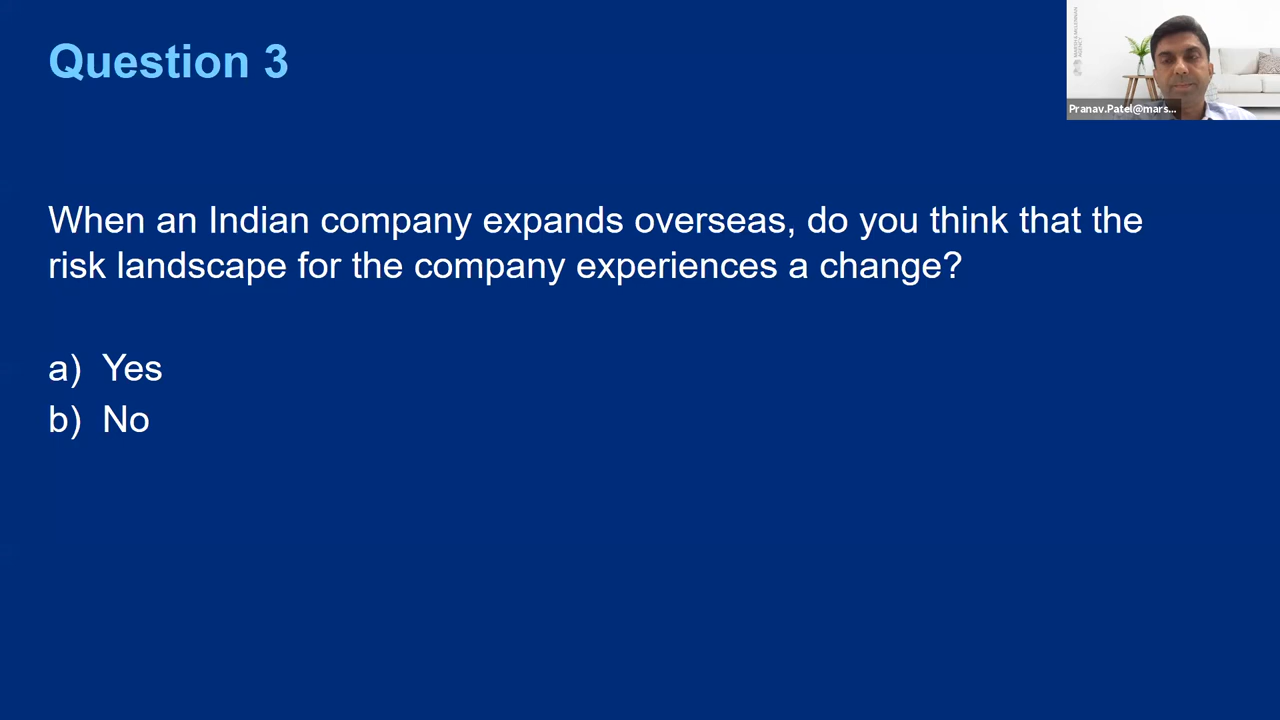 Question 3
Pranav.Patel@mars...
When an Indian company expands overseas, do you think that the
risk landscape for the company experiences a change?
a) Yes
b) No